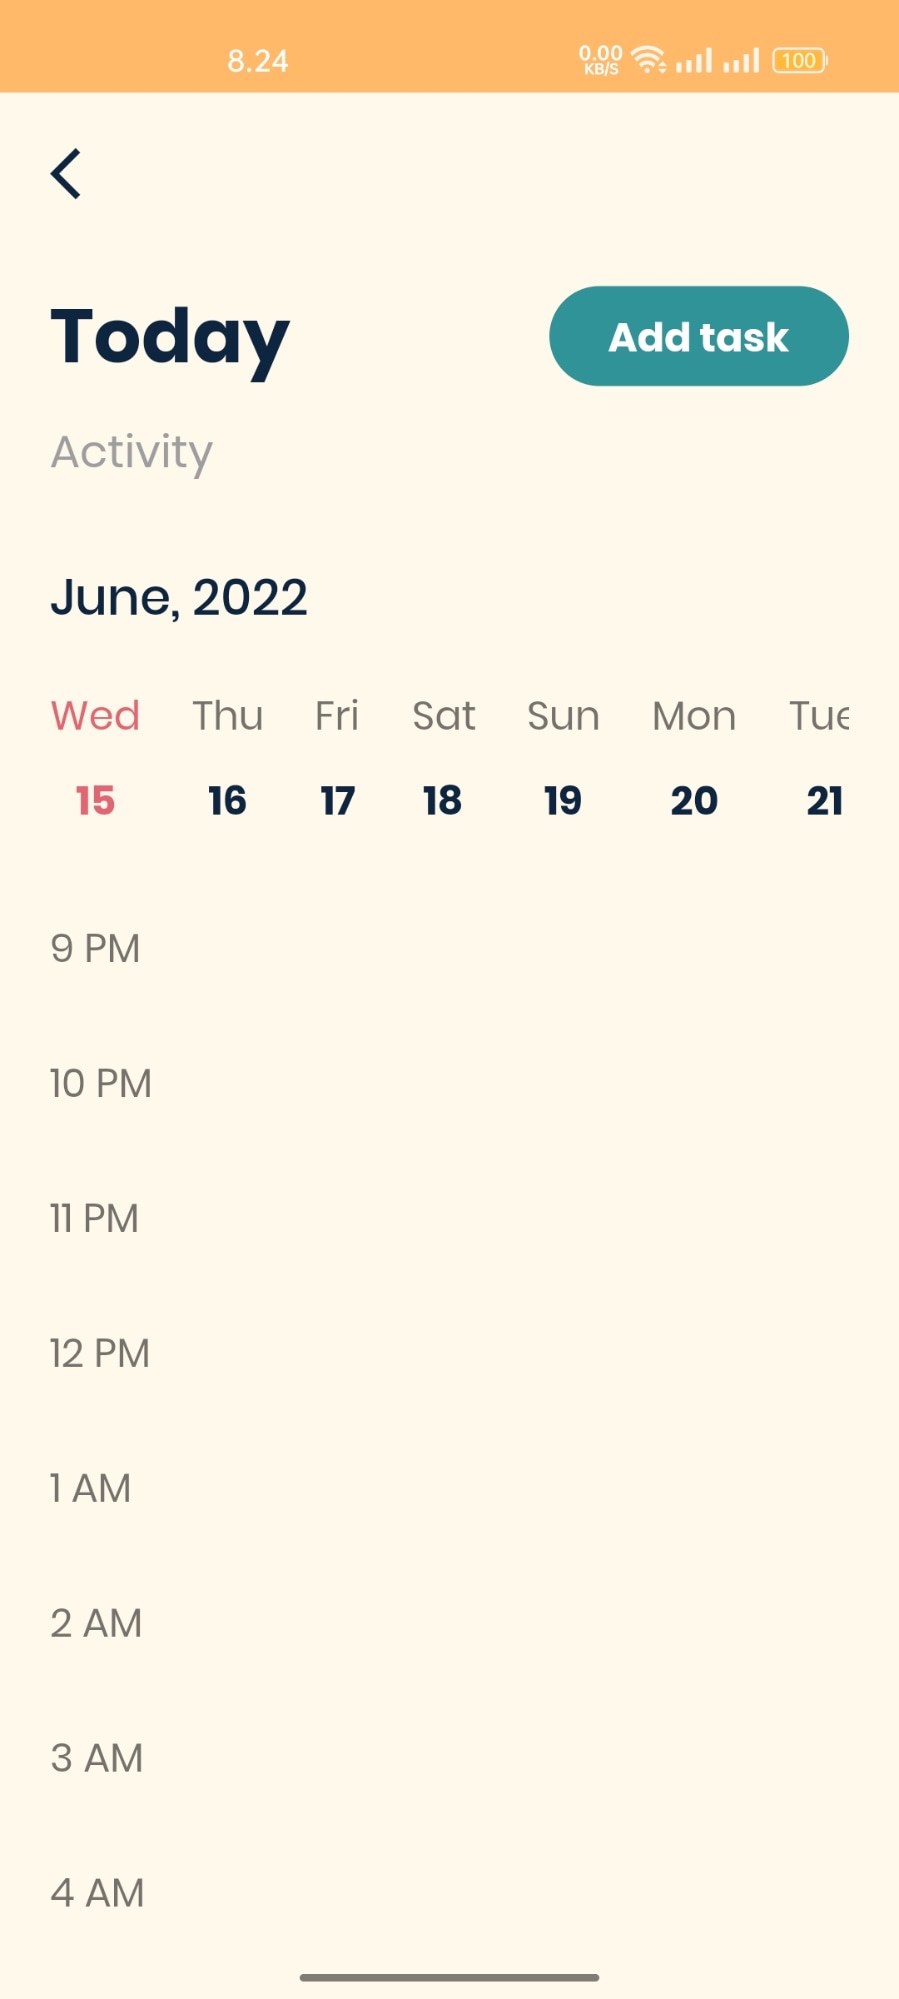 8.24 0.00 KB/S 100
Today Add task
Activity
June, 2022
Wed Thu Fri Sat Sun Mon Tue
15 16 17 18 19 20 21
9 PM
10 PM
11 PM
12 PM
1 AM
2 AM
3 AM
4 AM